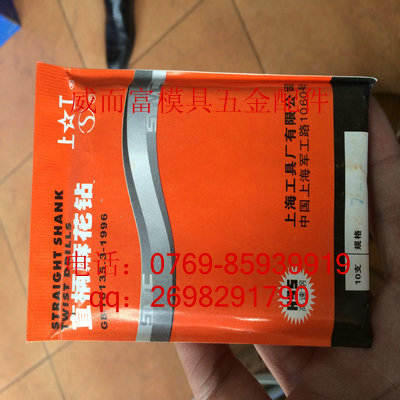 威而富模具五金配件
电话：0769-85939919
qq：2698291798
上☆工
STRAIGHT SHANK
TWIST DRILLS
直柄麻花钻
GB/T6135.3-1996
HSS
上海工具厂有限公司
中国上海军工路1060号
规格
10支